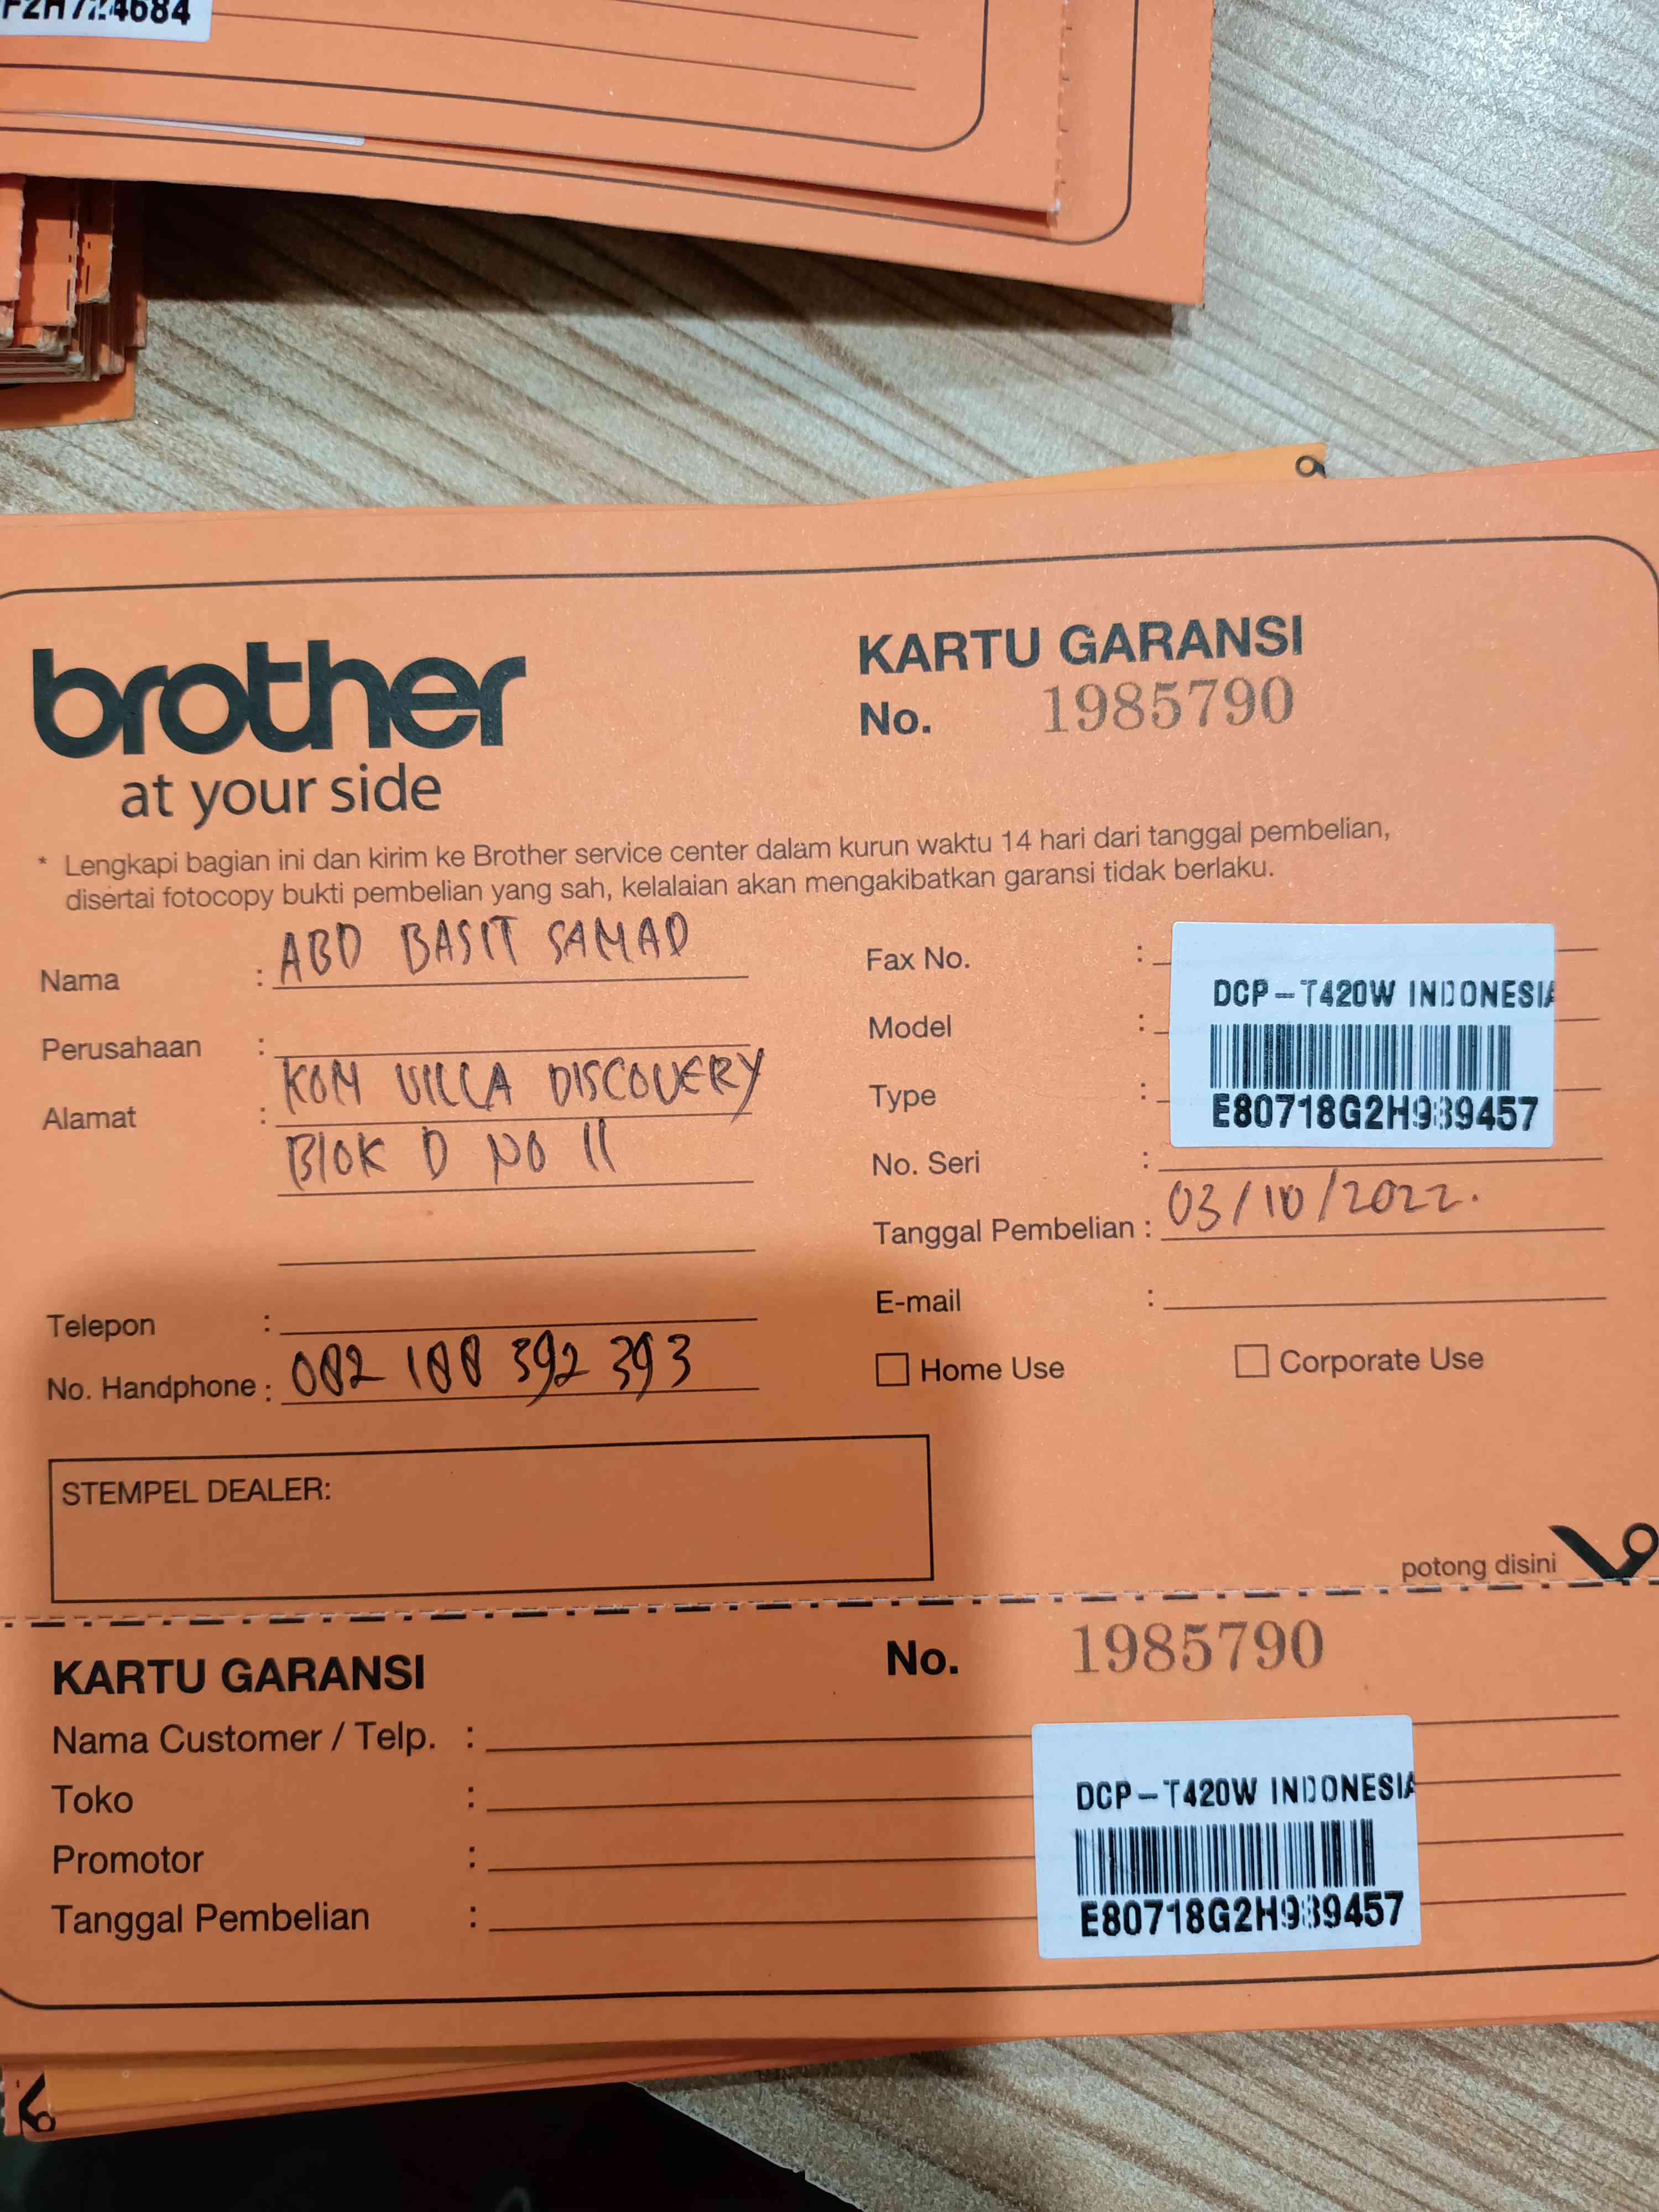 brother
at your side
KARTU GARANSI
No. 1985790
* Lengkapi bagian ini dan kirim ke Brother service center dalam kurun waktu 14 hari dari tanggal pembelian,
disertai fotocopy bukti pembelian yang sah, kelalaian akan mengakibatkan garansi tidak berlaku.
Nama : ABD BASIT SAMAD
Perusahaan :
Alamat : KOM VILLA DISCOVERY
Blok D NO 11
Telepon :
No. Handphone : 082 188 392 393
Fax No. :
Model :
Type :
No. Seri :
DCP-T420W INDONESIA
E80718G2H939457
Tanggal Pembelian : 03/10/2022.
E-mail :
Home Use
Corporate Use
STEMPEL DEALER:
potong disini
KARTU GARANSI
No. 1985790
Nama Customer / Telp. :
Toko :
Promotor :
Tanggal Pembelian :
DCP-T420W INDONESIA
E80718G2H939457